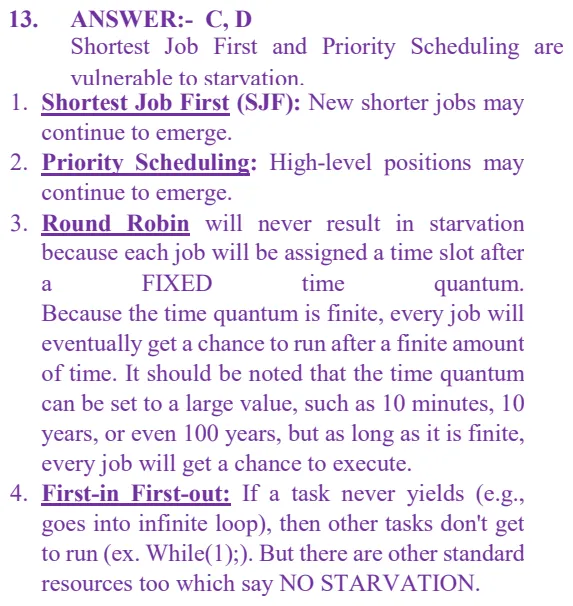 13. ANSWER:- C, D
Shortest Job First and Priority Scheduling are
vulnerable to starvation.
1. Shortest Job First (SJF): New shorter jobs may
continue to emerge.
2. Priority Scheduling: High-level positions may
continue to emerge.
3. Round Robin will never result in starvation
because each job will be assigned a time slot after
a FIXED time quantum.
Because the time quantum is finite, every job will
eventually get a chance to run after a finite amount
of time. It should be noted that the time quantum
can be set to a large value, such as 10 minutes, 10
years, or even 100 years, but as long as it is finite,
every job will get a chance to execute.
4. First-in First-out: If a task never yields (e.g.,
goes into infinite loop), then other tasks don't get
to run (ex. While(1);). But there are other standard
resources too which say NO STARVATION.